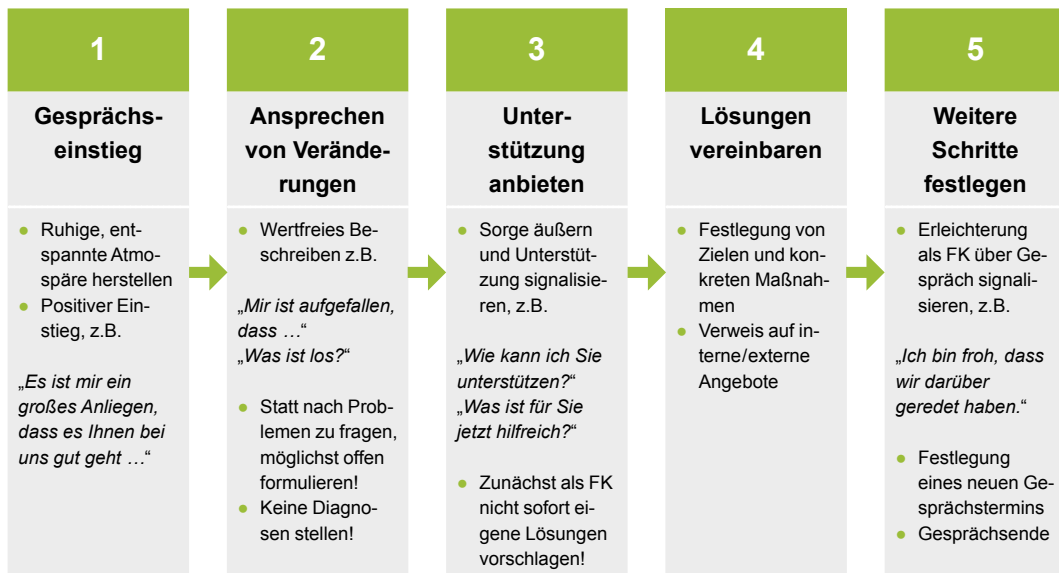 1
Gesprächs-
einstieg
● Ruhige, ent-
spannte Atmo-
späre herstellen
● Positiver Ein-
stieg, z.B.
„Es ist mir ein
großes Anliegen,
dass es Ihnen bei
uns gut geht …“
2
Ansprechen
von Verände-
rungen
● Wertfreies Be-
schreiben z.B.
„Mir ist aufgefallen,
dass …“
„Was ist los?“
● Statt nach Prob-
lemen zu fragen,
möglichst offen
formulieren!
● Keine Diagno-
sen stellen!
3
Unter-
stützung
anbieten
● Sorge äußern
und Unterstüt-
zung signalisie-
ren, z.B.
„Wie kann ich Sie
unterstützen?“
„Was ist für Sie
jetzt hilfreich?“
● Zunächst als FK
nicht sofort ei-
gene Lösungen
vorschlagen!
4
Lösungen
vereinbaren
● Festlegung von
Zielen und kon-
kreten Maßnah-
men
● Verweis auf in-
terne/externe
Angebote
5
Weitere
Schritte
festlegen
● Erleichterung
als FK über Ge-
spräch signali-
sieren, z.B.
„Ich bin froh, dass
wir darüber
geredet haben.“
● Festlegung
eines neuen Ge-
sprächstermins
● Gesprächsende